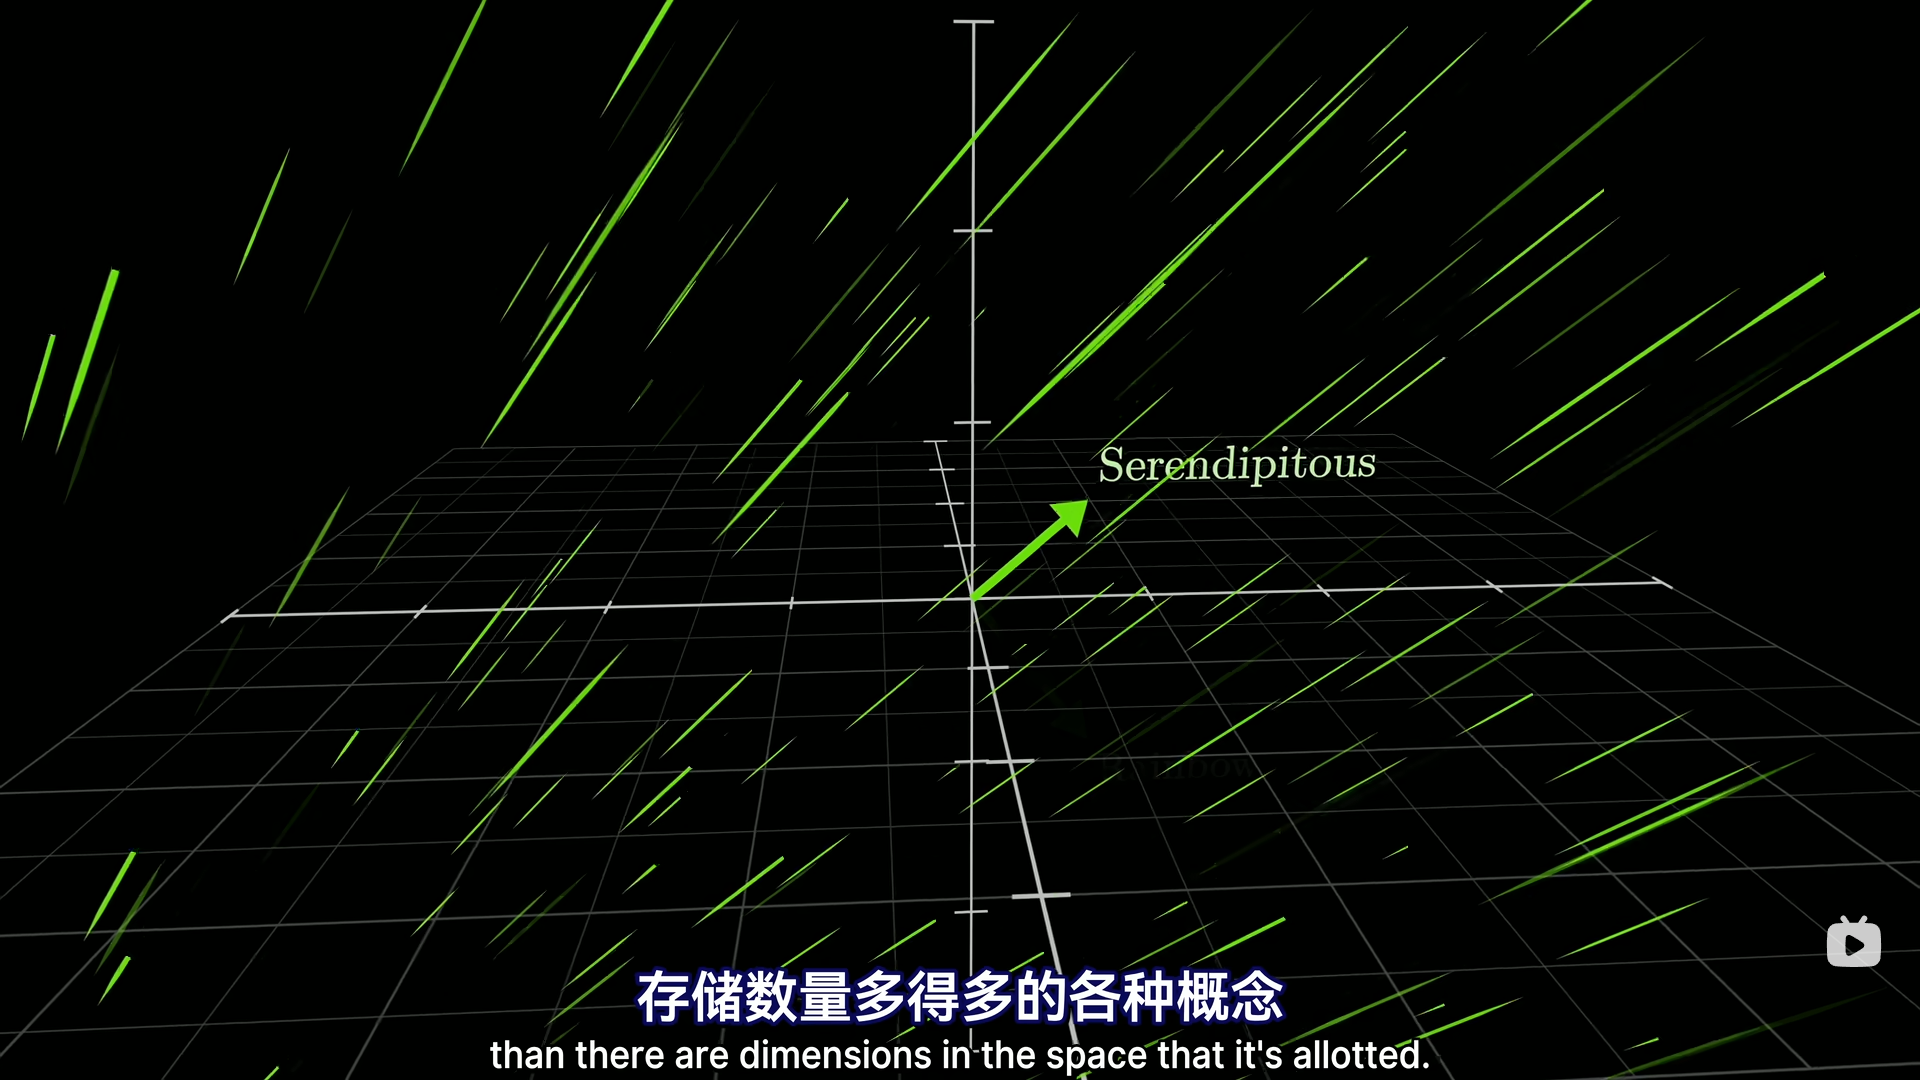 Serendipitous
存储数量多得多的各种概念
than there are dimensions in the space that it's allotted.